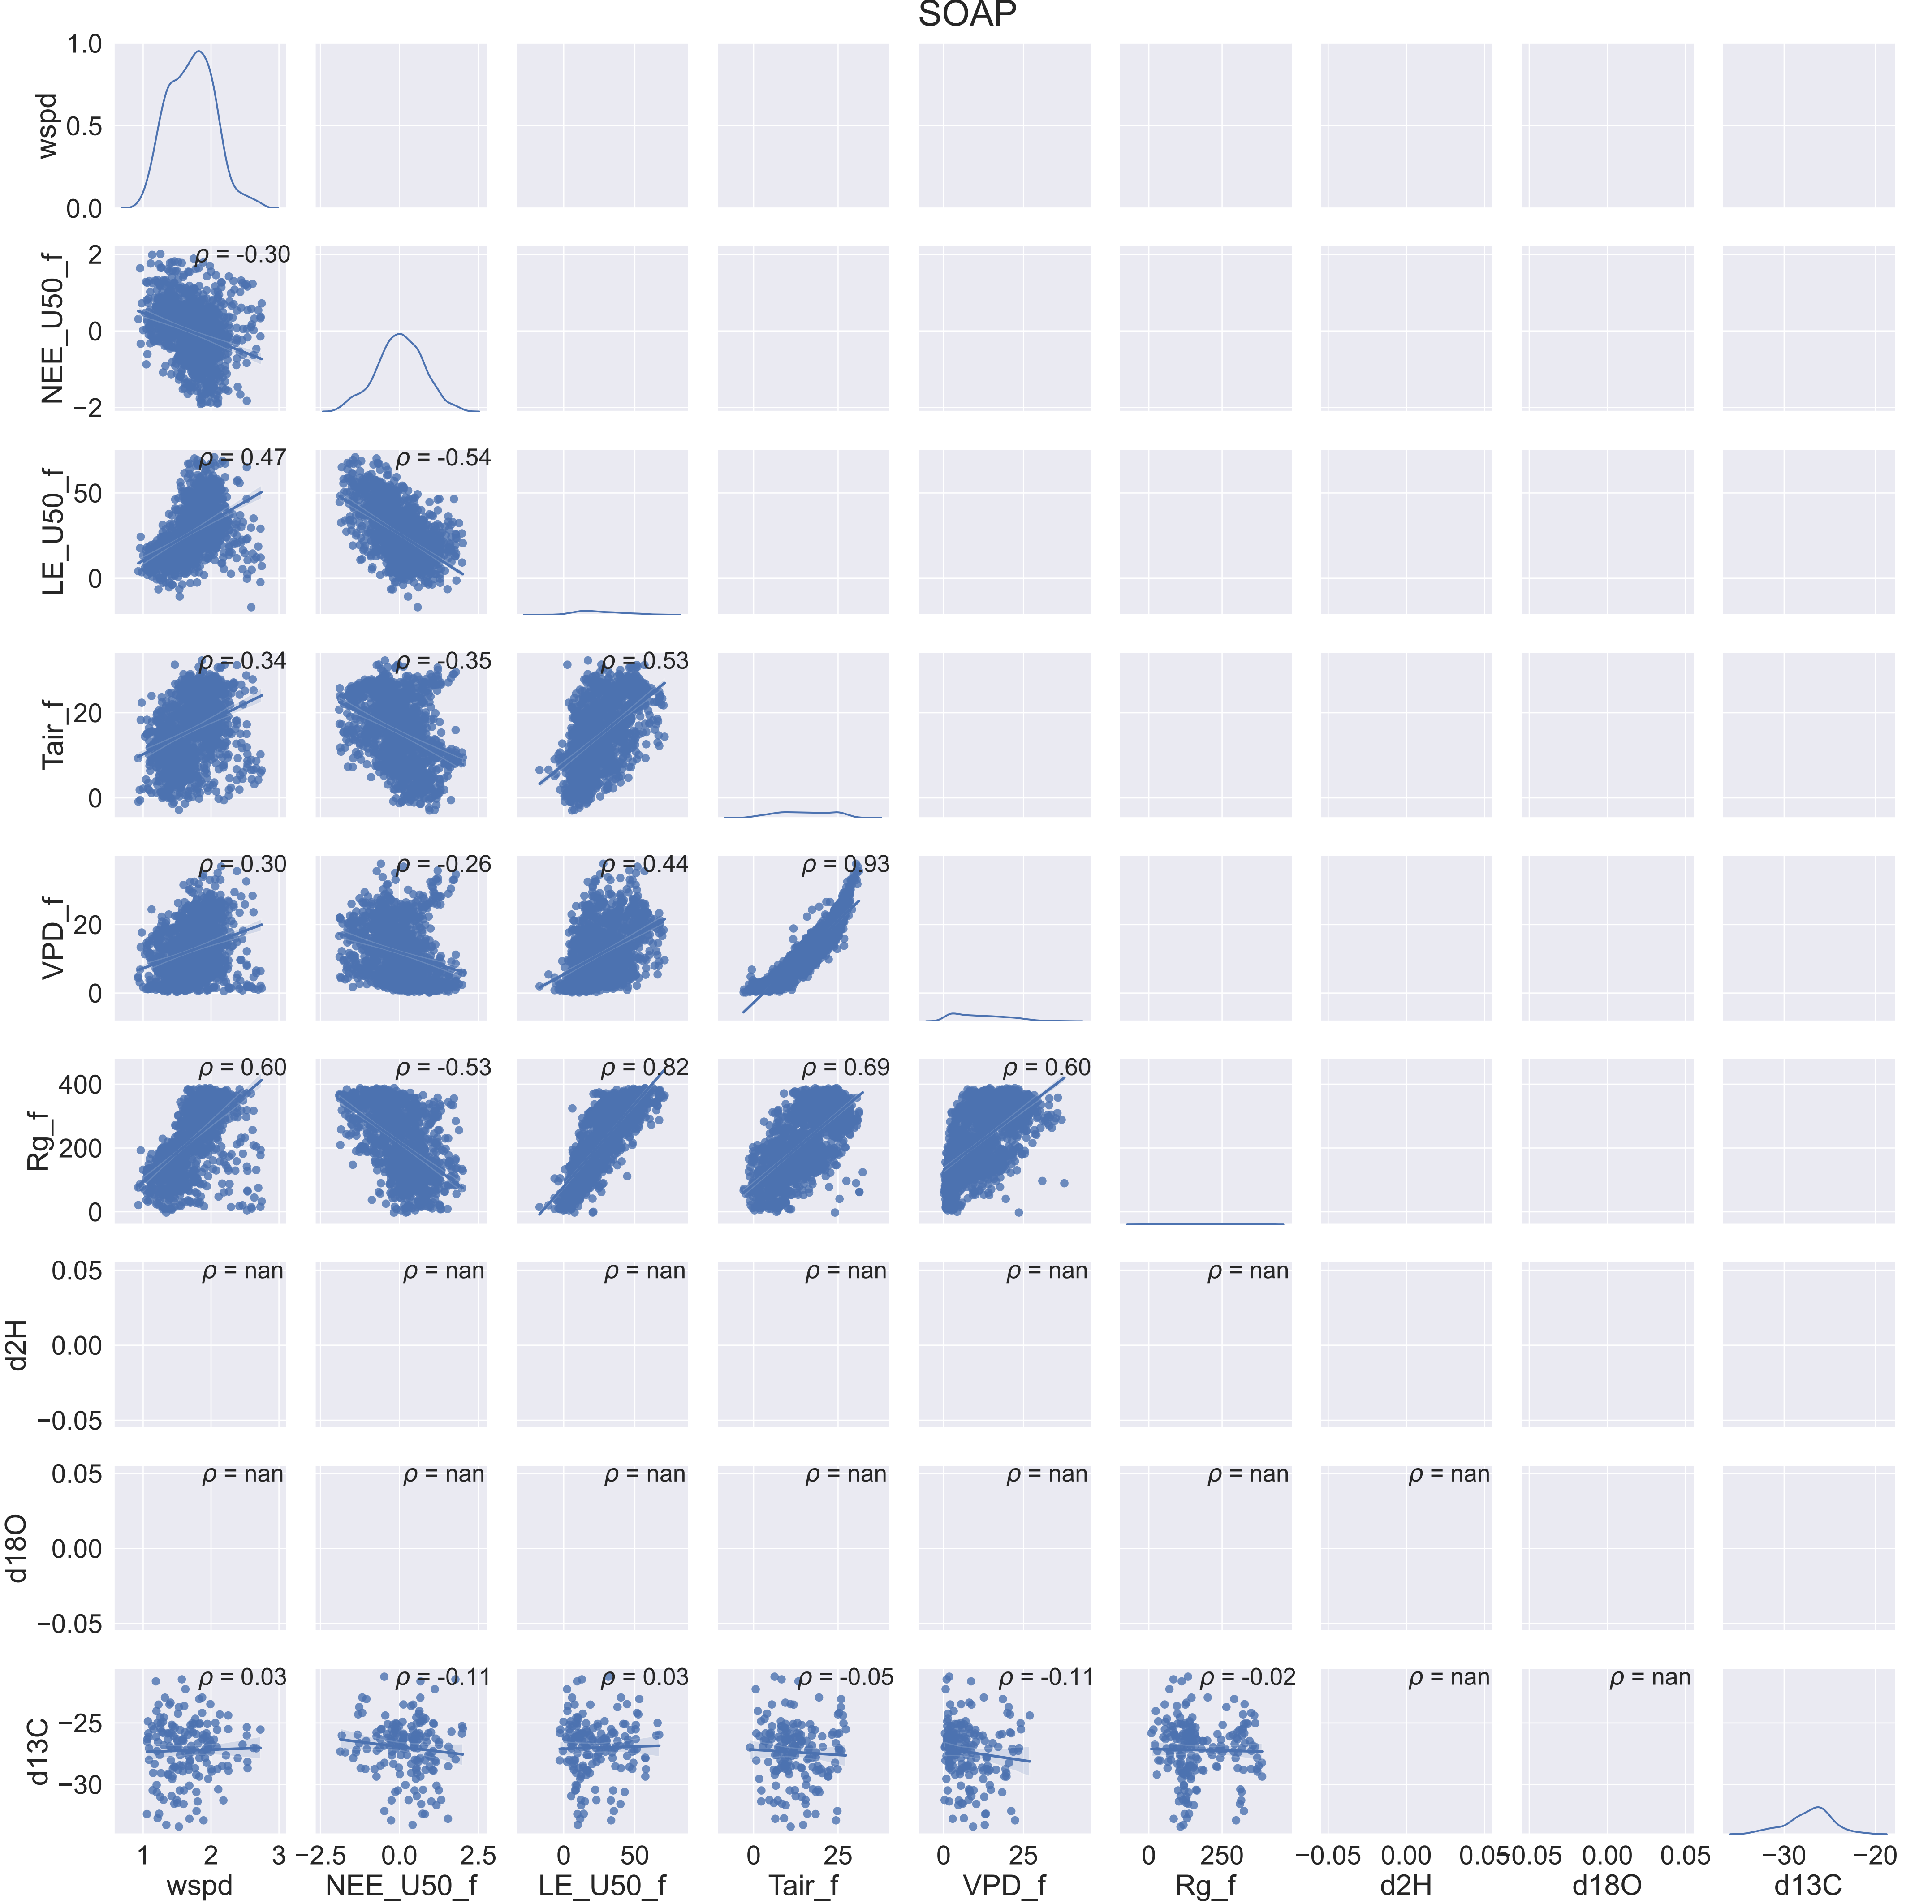 SOAP
1.0
0.5
0.0
wspd
2
0
−2
NEE_U50_f
ρ = -0.30
50
0
LE_U50_f
ρ = 0.47
ρ = -0.54
20
0
Tair_f
ρ = 0.34
ρ = -0.35
ρ = 0.53
20
0
VPD_f
ρ = 0.30
ρ = -0.26
ρ = 0.44
ρ = 0.93
400
200
0
Rg_f
ρ = 0.60
ρ = -0.53
ρ = 0.82
ρ = 0.69
ρ = 0.60
0.05
0.00
−0.05
d2H
ρ = nan
ρ = nan
ρ = nan
ρ = nan
ρ = nan
ρ = nan
0.05
0.00
−0.05
d18O
ρ = nan
ρ = nan
ρ = nan
ρ = nan
ρ = nan
ρ = nan
ρ = nan
−25
−30
d13C
ρ = 0.03
ρ = -0.11
ρ = 0.03
ρ = -0.05
ρ = -0.11
ρ = -0.02
ρ = nan
ρ = nan
1 2 3
−2.5 0.0 2.5
0 50
0 25
0 25
0 250
−0.05 0.00 0.05
−0.05 0.00 0.05
−30 −20
wspd
NEE_U50_f
LE_U50_f
Tair_f
VPD_f
Rg_f
d2H
d18O
d13C